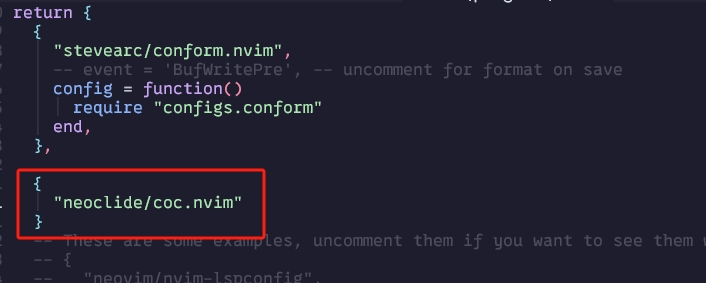 return {
{
"stevearc/conform.nvim",
-- event = 'BufWritePre', -- uncomment for format on save
config = function()
require "configs.conform"
end,
},
{
"neoclide/coc.nvim"
}
-- These are some examples, uncomment them if you want to see them
-- {
-- "neovim/nvim-lspconfig",